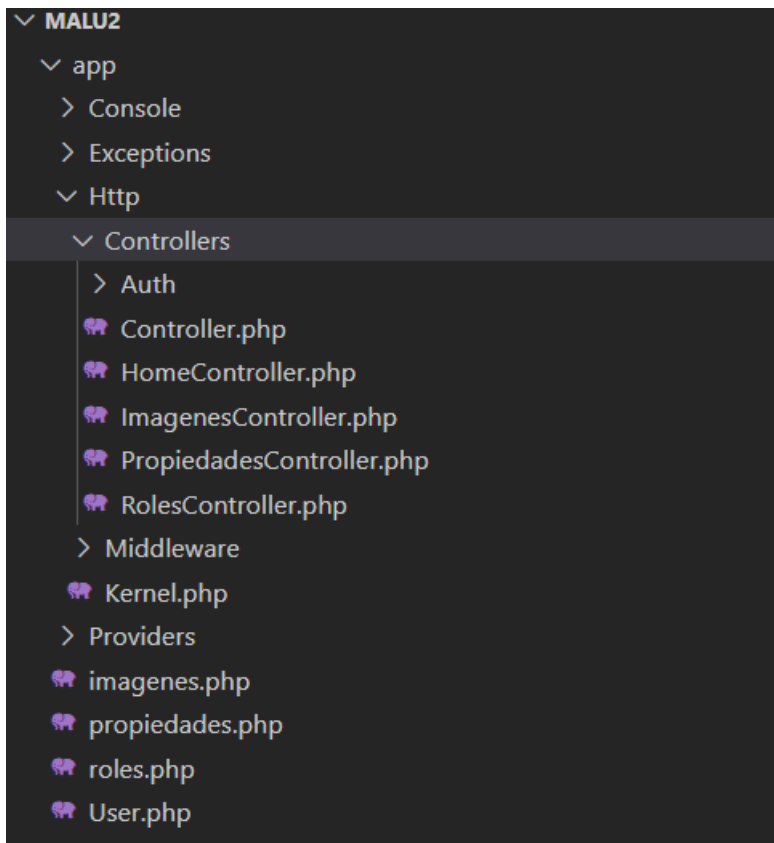 MALU2
app
Console
Exceptions
Http
Controllers
Auth
Controller.php
HomeController.php
ImagenesController.php
PropiedadesController.php
RolesController.php
Middleware
Kernel.php
Providers
imagenes.php
propiedades.php
roles.php
User.php